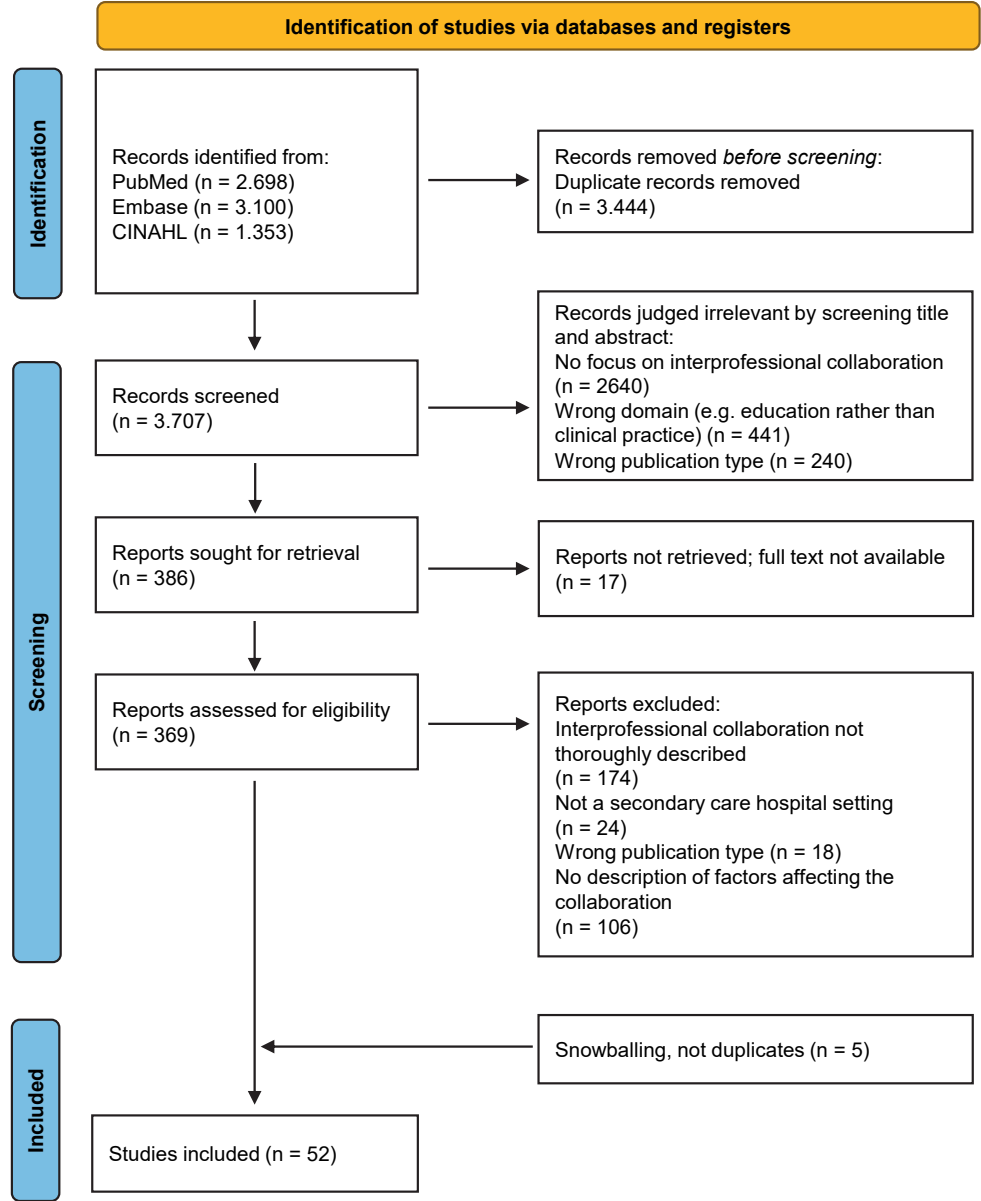 Identification of studies via databases and registers
Identification
Records identified from:
PubMed (n = 2.698)
Embase (n = 3.100)
CINAHL (n = 1.353)
Records removed before screening:
Duplicate records removed
(n = 3.444)
Screening
Records screened
(n = 3.707)
Records judged irrelevant by screening title
and abstract:
No focus on interprofessional collaboration
(n = 2640)
Wrong domain (e.g. education rather than
clinical practice) (n = 441)
Wrong publication type (n = 240)
Reports sought for retrieval
(n = 386)
Reports not retrieved; full text not available
(n = 17)
Reports assessed for eligibility
(n = 369)
Reports excluded:
Interprofessional collaboration not
thoroughly described
(n = 174)
Not a secondary care hospital setting
(n = 24)
Wrong publication type (n = 18)
No description of factors affecting the
collaboration
(n = 106)
Included
Snowballing, not duplicates (n = 5)
Studies included (n = 52)